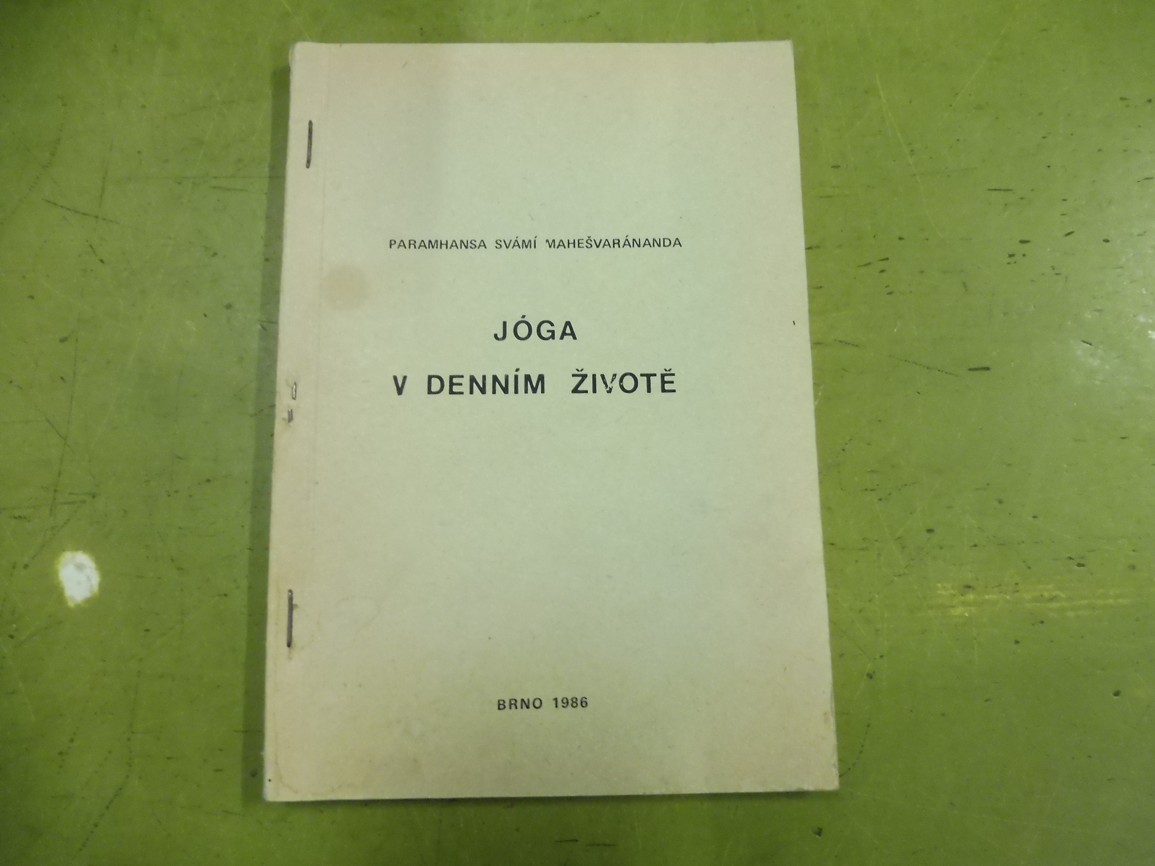 PARAMHANSA SVÁMÍ MAHEŠVARÁNANDA
JÓGA
V DENNÍM ŽIVOTĚ
BRNO 1986